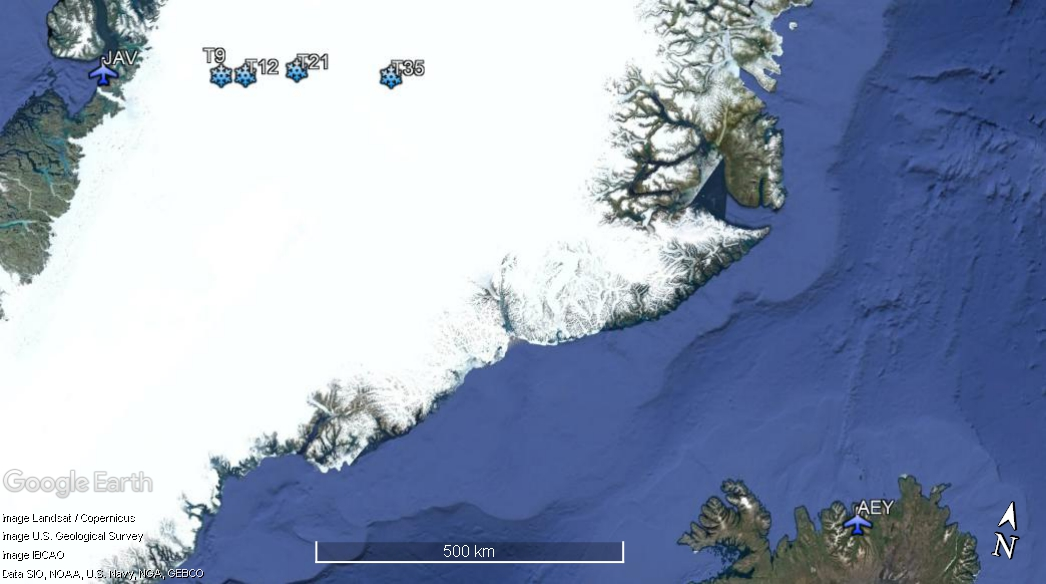 JAV
T9
T12
T21
T35
Google Earth
AEY
Image Landsat / Copernicus
Image U.S. Geological Survey
Image IBCAO
Data SIO, NOAA, U.S. Navy, NGA, GEBCO
500 km
N